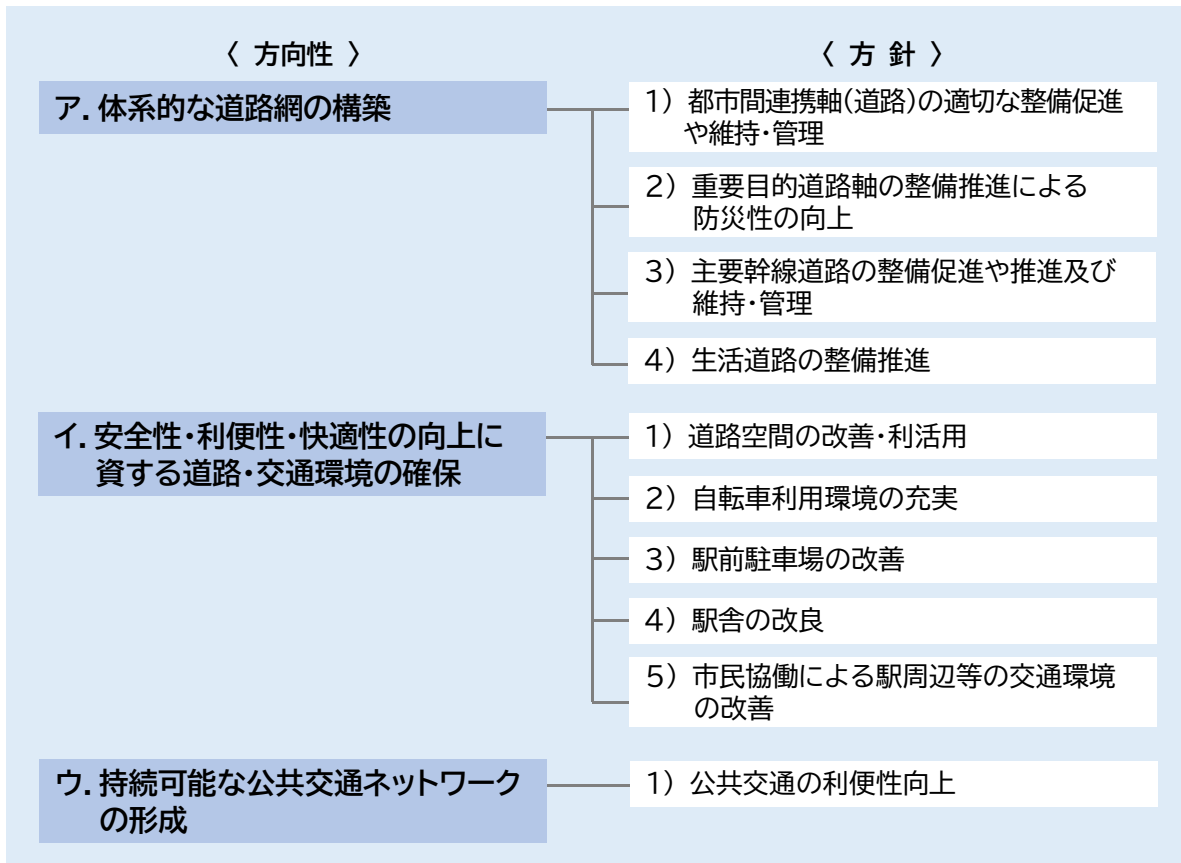 〈 方向性 〉
〈 方 針 〉
ア. 体系的な道路網の構築
1) 都市間連携軸(道路)の適切な整備促進
や維持・管理
2) 重要目的道路軸の整備推進による
防災性の向上
3) 主要幹線道路の整備促進や推進及び
維持・管理
4) 生活道路の整備推進
イ. 安全性・利便性・快適性の向上に
資する道路・交通環境の確保
1) 道路空間の改善・利活用
2) 自転車利用環境の充実
3) 駅前駐車場の改善
4) 駅舎の改良
5) 市民協働による駅周辺等の交通環境
の改善
ウ. 持続可能な公共交通ネットワーク
の形成
1) 公共交通の利便性向上